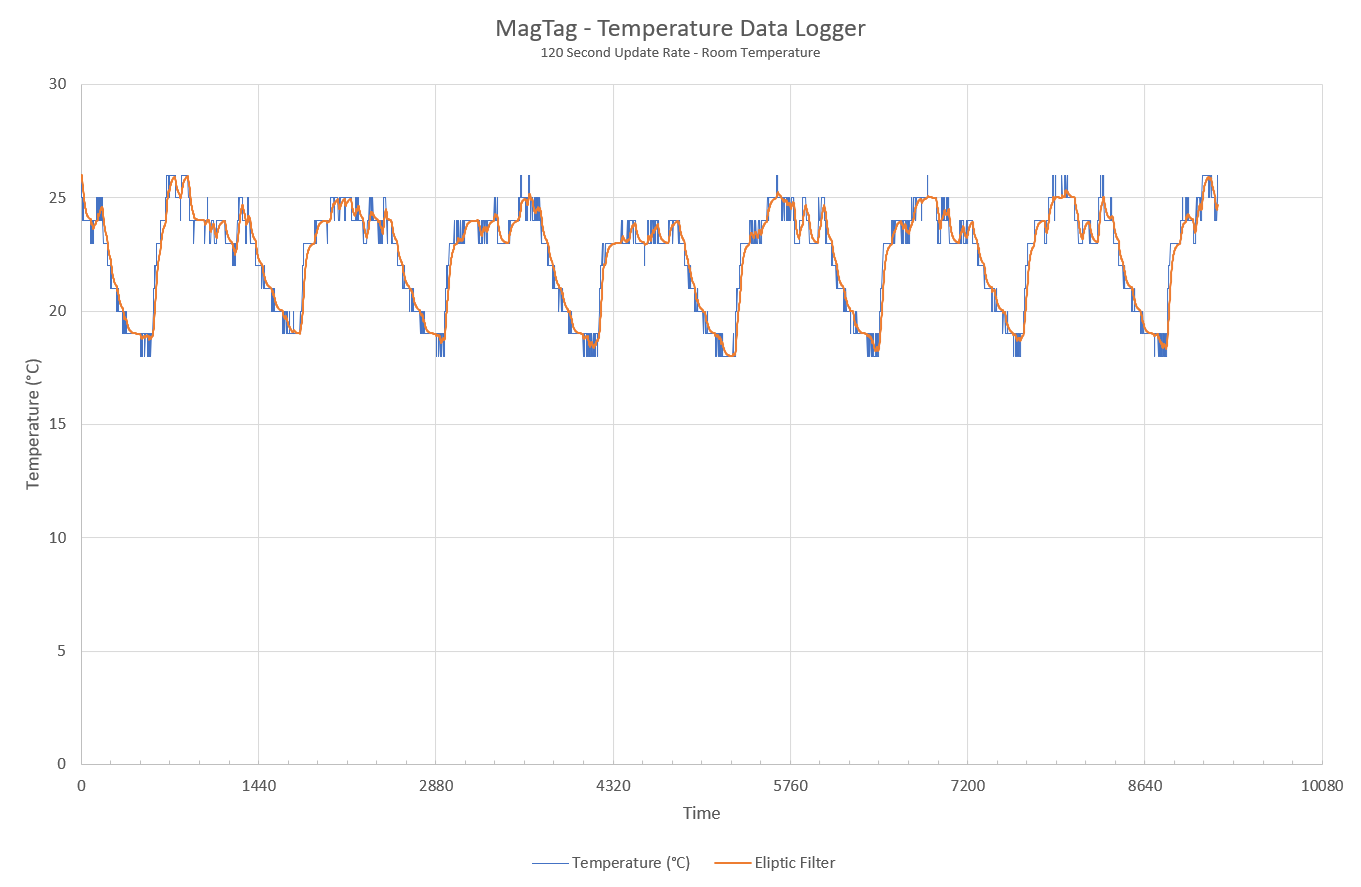 MagTag - Temperature Data Logger
120 Second Update Rate - Room Temperature
30
25
20
15
10
5
0
Temperature (°C)
0 1440 2880 4320 5760 7200 8640 10080
Time
Temperature (°C) Eliptic Filter